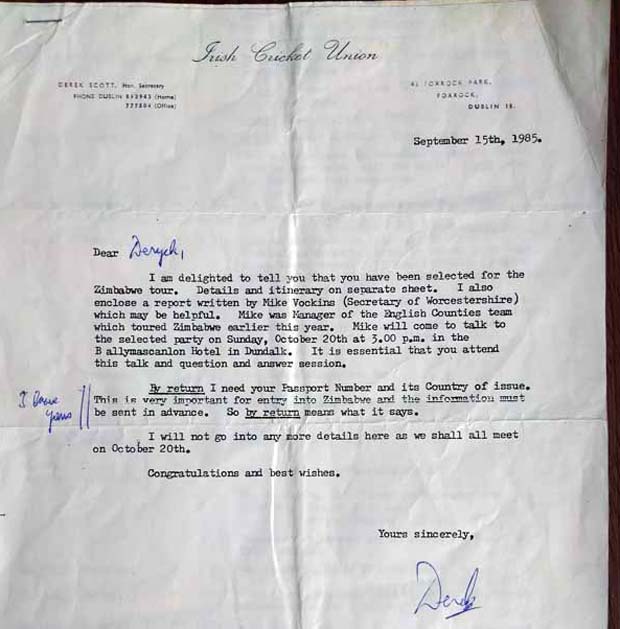 Irish Cricket Union
DEREK SCOTT, Hon. Secretary
PHONE DUBLIN 893943 (Home)
777804 (Office)
41 FOXROCK PARK,
FOXROCK,
DUBLIN 18.
September 15th, 1985.
Dear Derych,
I am delighted to tell you that you have been selected for the
Zimbabwe tour. Details and itinerary on separate sheet. I also
enclose a report written by Mike Vockins (Secretary of Worcestershire)
which may be helpful. Mike was Manager of the English Counties team
which toured Zimbabwe earlier this year. Mike will come to talk to
the selected party on Sunday, October 20th at 3.00 p.m. in the
Ballymascanlon Hotel in Dundalk. It is essential that you attend
this talk and question and answer session.
By return I need your Passport Number and its Country of issue.
This is very important for entry into Zimbabwe and the information must
be sent in advance. So by return means what it says.
I have
yours
I will not go into any more details here as we shall all meet
on October 20th.
Congratulations and best wishes.
Yours sincerely,
Derek